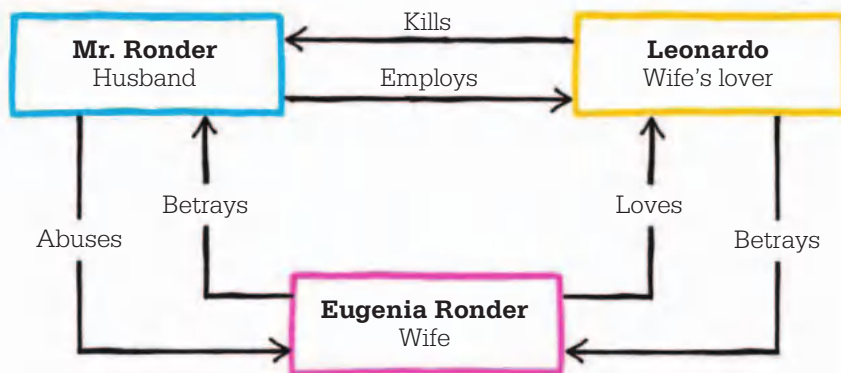 Kills
Mr. Ronder
Husband
Employs
Leonardo
Wife's lover
Abuses
Betrays
Loves
Betrays
Eugenia Ronder
Wife